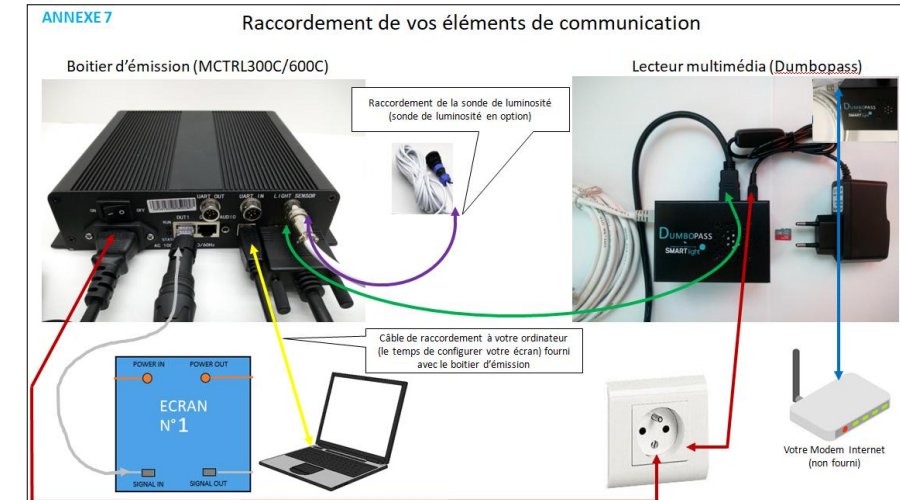 ANNEXE 7
Raccordement de vos éléments de communication
Boitier d'émission (MCTRL300C/600C)
Lecteur multimédia (Dumbopass)
Raccordement de la sonde de luminosité
(sonde de luminosité en option)
UART OUT
UART IN
LIGHT SENSOR
ON
OFF
OUT1
AUDIO
RUN
DUMBOPASS
SMARTlight
DUMBOPASS
SMARTlight
Câble de raccordement à votre ordinateur
(le temps de configurer votre écran) fourni
avec le boitier d'émission
POWER IN
POWER OUT
ECRAN
N°1
SIGNAL IN
SIGNAL OUT
Votre Modem Internet
(non fourni)